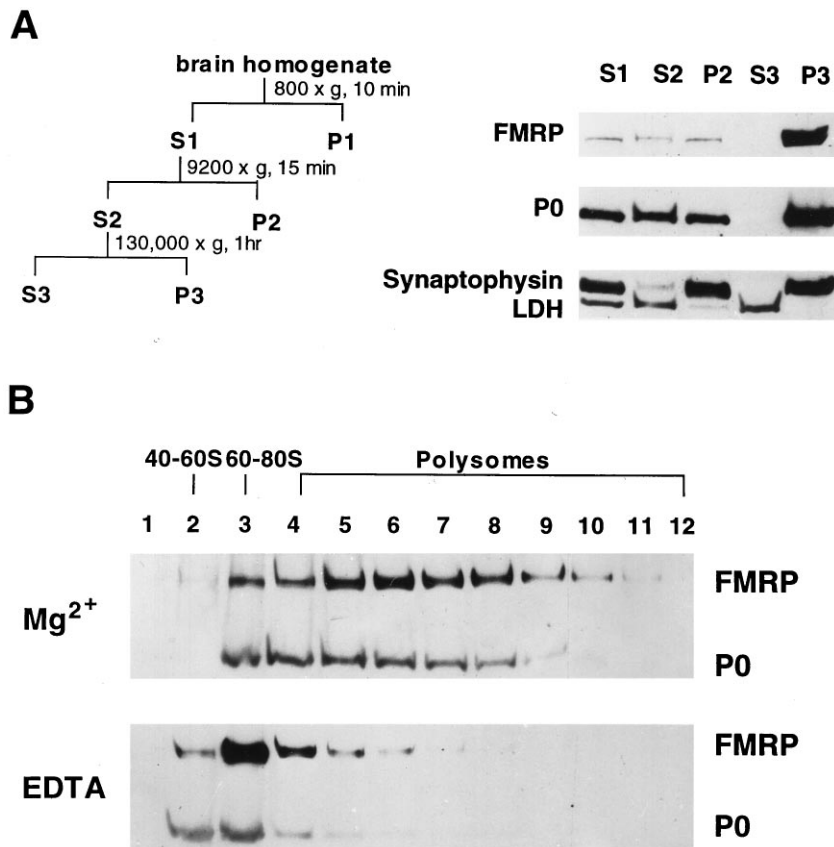 A
brain homogenate
800 x g, 10 min
S1 P1
9200 x g, 15 min
S2 P2
130,000 x g, 1hr
S3 P3
S1 S2 P2 S3 P3
FMRP
P0
Synaptophysin
LDH
B
40-60S 60-80S Polysomes
1 2 3 4 5 6 7 8 9 10 11 12
Mg²⁺
FMRP
P0
EDTA
FMRP
P0